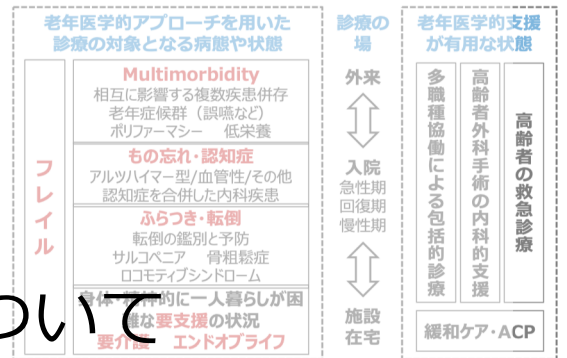 老年医学的アプローチを用いた
診療の対象となる病態や状態
フレイル
Multimorbidity
相互に影響する複数疾患併存
老年症候群（誤嚥など）
ポリファーマシー 低栄養
もの忘れ・認知症
アルツハイマー型/血管性/その他
認知症を合併した内科疾患
ふらつき・転倒
転倒の鑑別と予防
サルコペニア 骨粗鬆症
ロコモティブシンドローム
身体・精神的に一人暮らしが困
難な要支援の状況
要介護 エンドオブライフ
ついて
診療の
場
外来
入院
急性期
回復期
慢性期
施設
在宅
老年医学的支援
が有用な状態
多職種協働による包括的診療
高齢者外科手術の内科的支援
高齢者の救急診療
緩和ケア・ACP